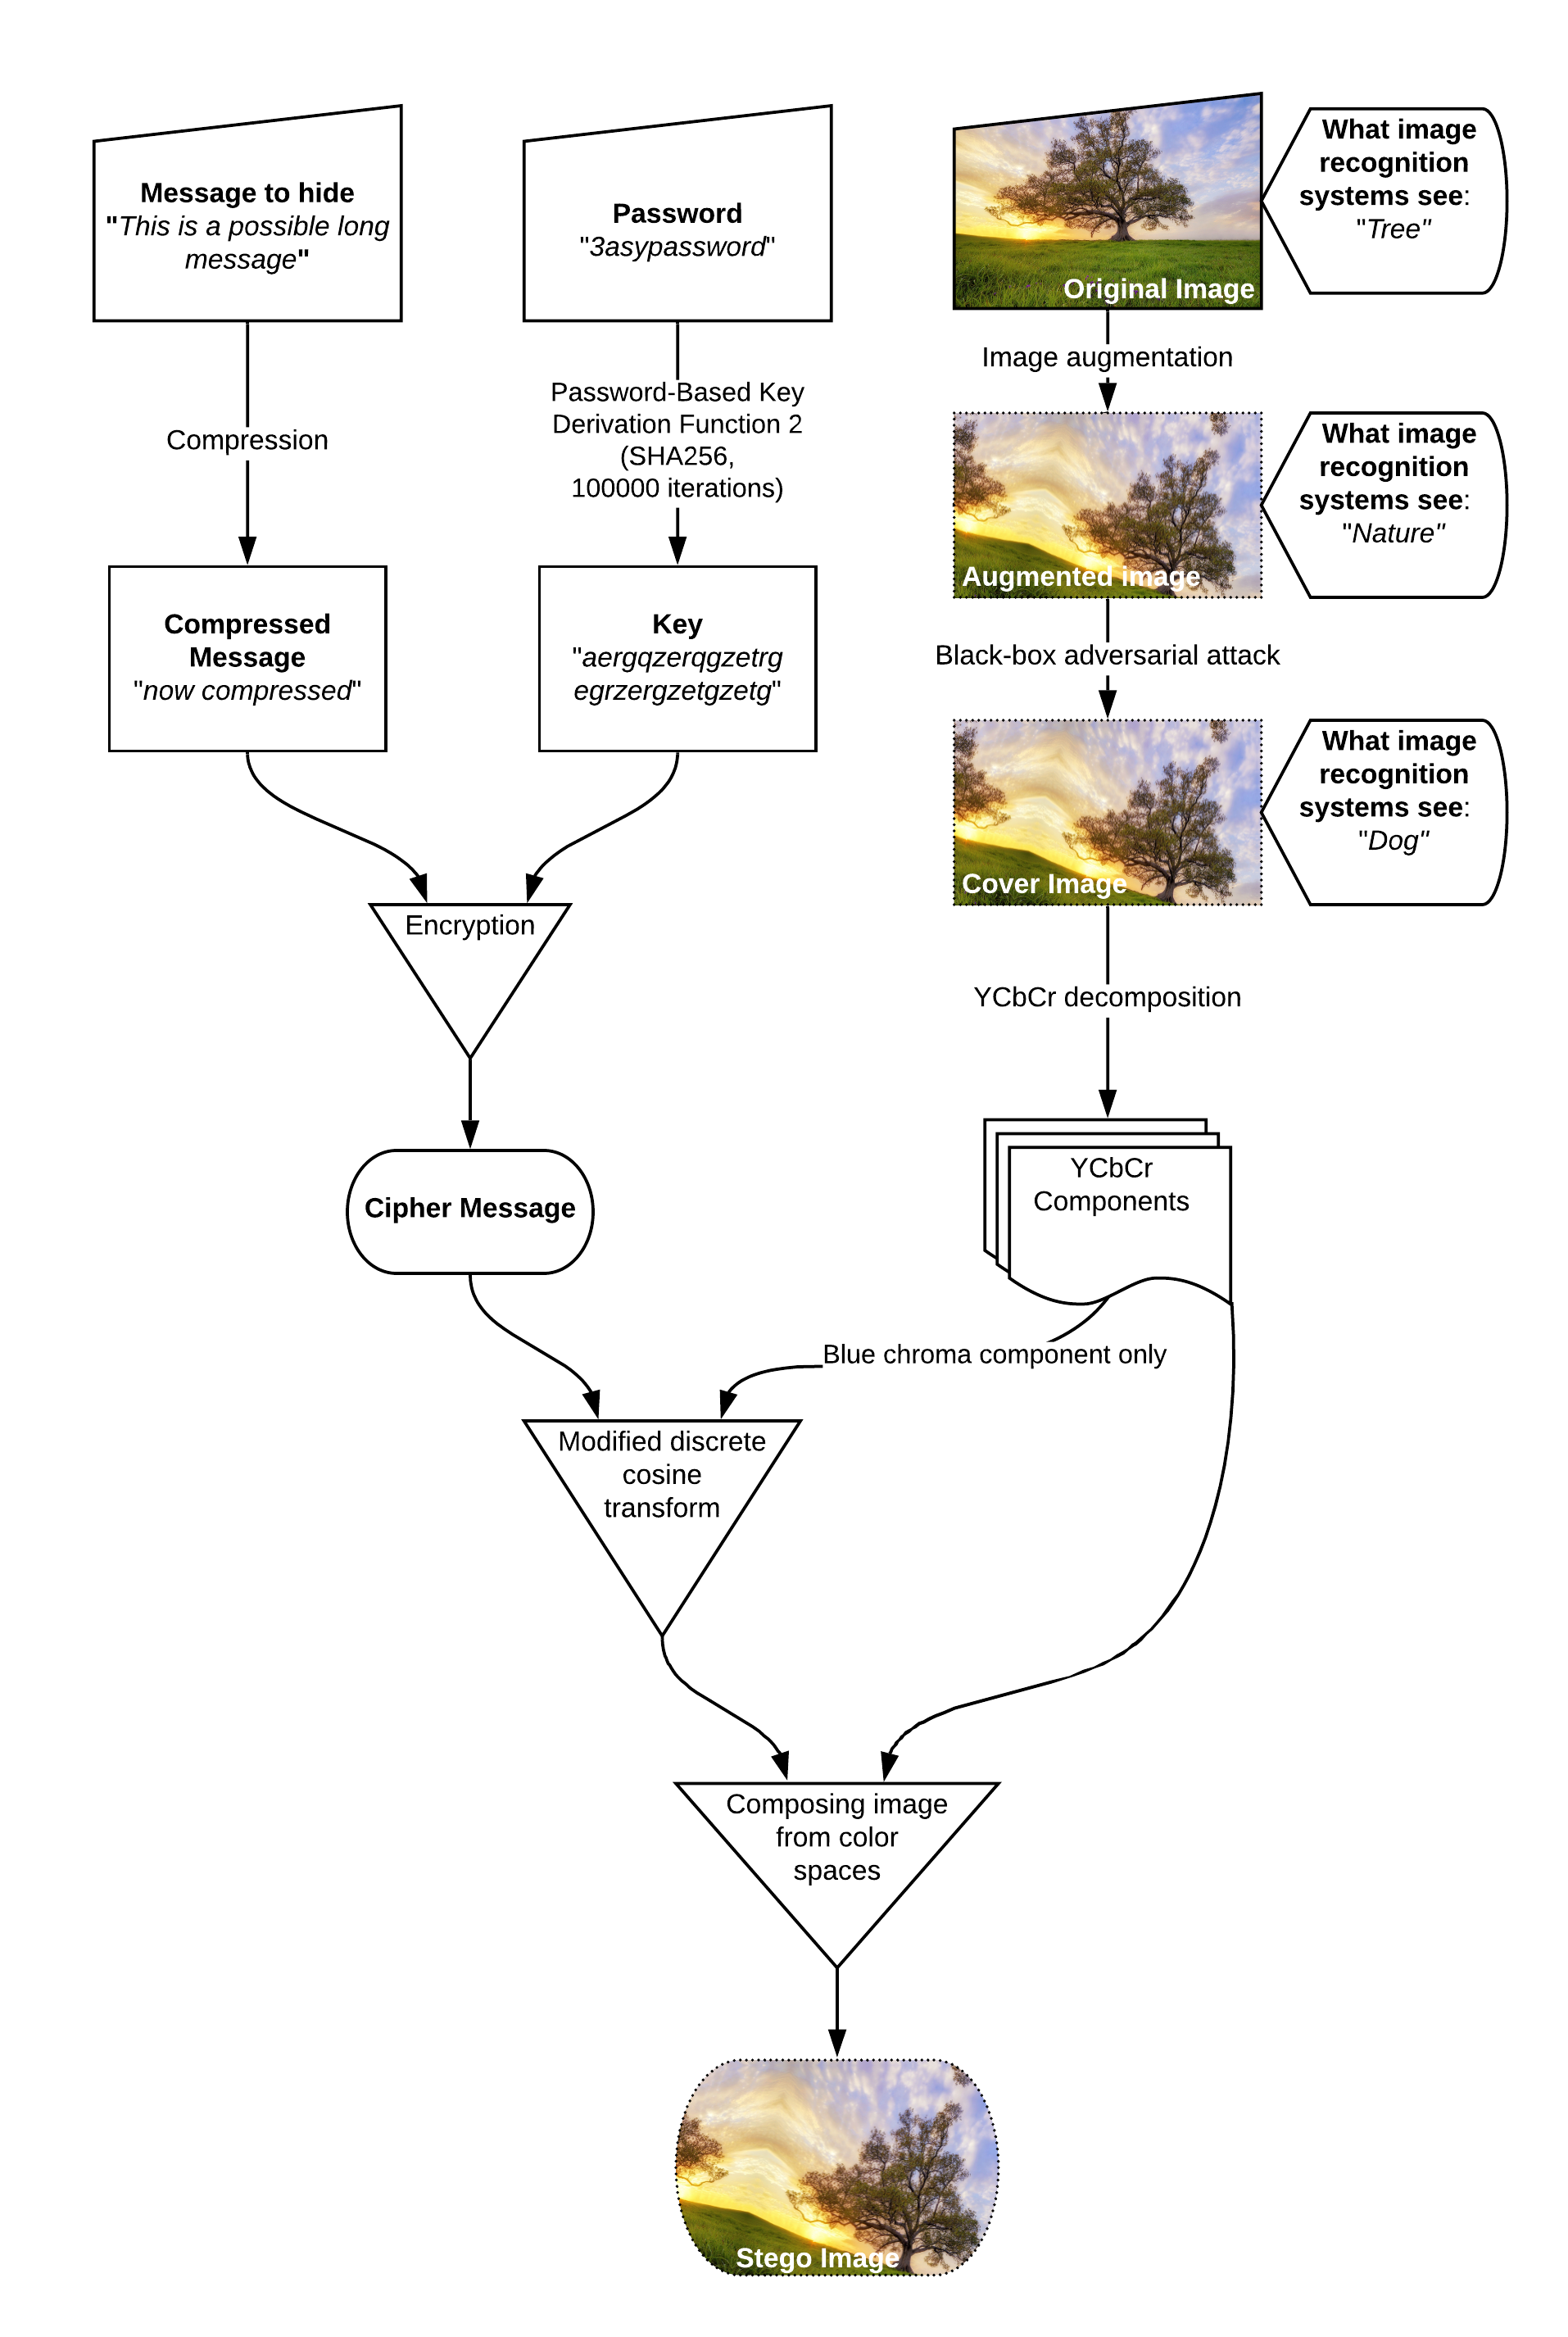 Message to hide
"This is a possible long
message"
Password
"3asypassword"
Original Image
What image
recognition
systems see:
"Tree"
Image augmentation
Compression
Password-Based Key
Derivation Function 2
(SHA256,
100000 iterations)
Augmented image
What image
recognition
systems see:
"Nature"
Black-box adversarial attack
Compressed
Message
"now compressed"
Key
"aergqzerqgzetrg
egrzergzetgzetg"
Cover Image
What image
recognition
systems see:
"Dog"
Encryption
YCbCr decomposition
Cipher Message
YCbCr
Components
Blue chroma component only
Modified discrete
cosine
transform
Composing image
from color
spaces
Stego Image